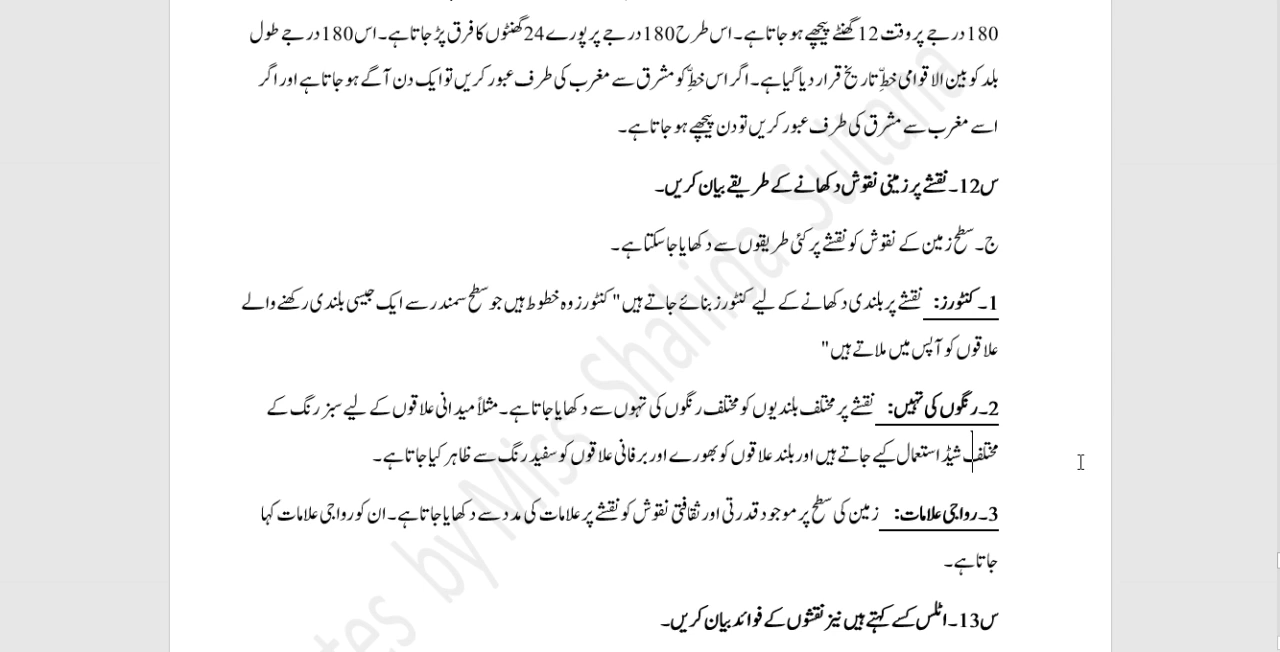 180 درجے پر وقت 12 گھنٹے پیچھے ہو جاتا ہے۔ اس طرح 180 درجے پر پورے 24 گھنٹوں کا فرق پڑ جاتا ہے۔ اس 180 درجے طول
بلد کو بین الاقوامی خطِّ تاریخ قرار دیا گیا ہے۔ اگر اس خطِّ کو مشرق سے مغرب کی طرف عبور کریں تو ایک دن آگے ہو جاتا ہے اور اگر
اسے مغرب سے مشرق کی طرف عبور کریں تو دن پیچھے ہو جاتا ہے۔
س12۔ نقشے پر زمینی نقوش دکھانے کے طریقے بیان کریں۔
ج۔ سطح زمین کے نقوش کو نقشے پر کئی طریقوں سے دکھایا جا سکتا ہے۔
1۔ کنٹورز: نقشے پر بلندی دکھانے کے لیے کنٹورز بنائے جاتے ہیں "کنٹورز وہ خطوط ہیں جو سطح سمندر سے ایک جیسی بلندی رکھنے والے
علاقوں کو آپس میں ملاتے ہیں"
2۔ رنگوں کی تہیں: نقشے پر مختلف بلندیوں کو مختلف رنگوں کی تہوں سے دکھایا جاتا ہے۔ مثلاً میدانی علاقوں کے لیے سبز رنگ کے
مختلف شیڈ استعمال کیے جاتے ہیں اور بلند علاقوں کو بھورے اور برفانی علاقوں کو سفید رنگ سے ظاہر کیا جاتا ہے۔
3۔ رواجی علامات: زمین کی سطح پر موجود قدرتی اور ثقافتی نقوش کو نقشے پر علامات کی مدد سے دکھایا جاتا ہے۔ ان کو رواجی علامات کہا
جاتا ہے۔
س13۔ اٹلس کسے کہتے ہیں نیز نقشوں کے فوائد بیان کریں۔
tes by Miss Shahida Sultana